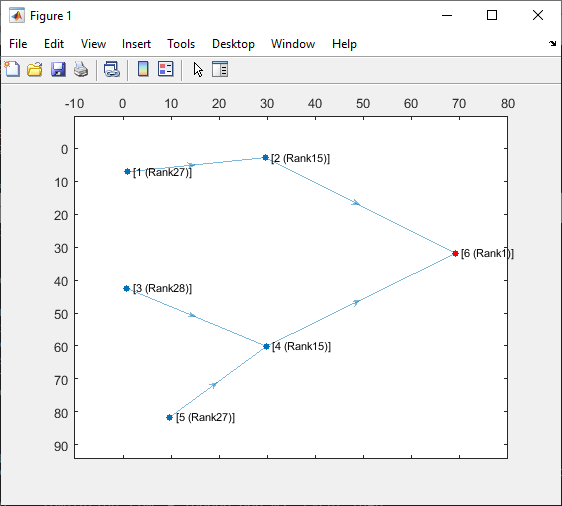 Figure 1
File Edit View Insert Tools Desktop Window Help
-10 0 10 20 30 40 50 60 70 80
0
10
20
30
40
50
60
70
80
90
[2 (Rank15)]
[1 (Rank27)]
[6 (Rank1)]
[3 (Rank28)]
[4 (Rank15)]
[5 (Rank27)]